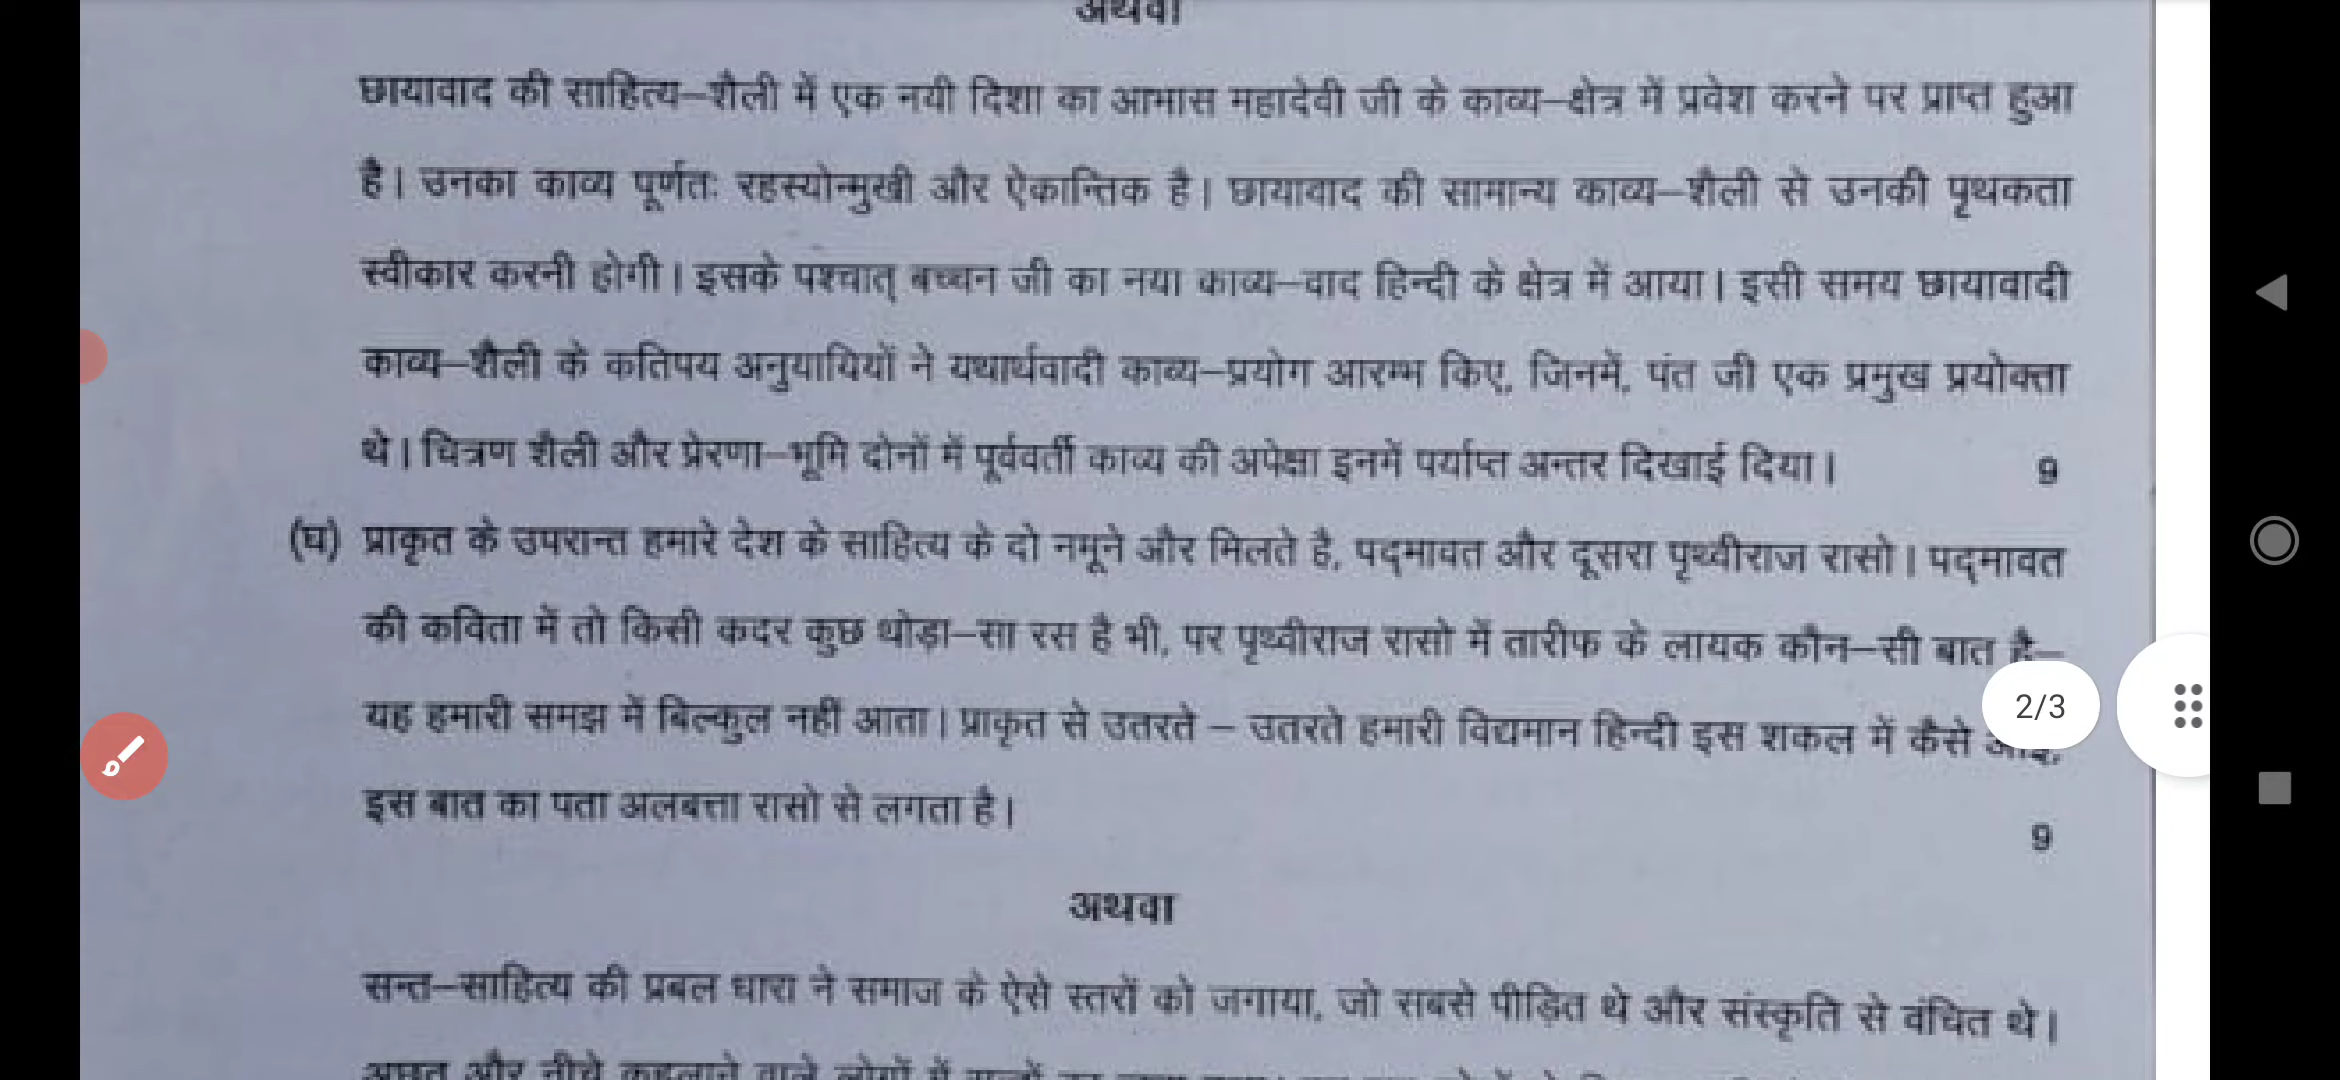 अथवा
छायावाद की साहित्य–शैली में एक नयी दिशा का आभास महादेवी जी के काव्य–क्षेत्र में प्रवेश करने पर प्राप्त हुआ
है। उनका काव्य पूर्णतः रहस्योन्मुखी और ऐकान्तिक है। छायावाद की सामान्य काव्य–शैली से उनकी पृथकता
स्वीकार करनी होगी। इसके पश्चात् बच्चन जी का नया काव्य–वाद हिन्दी के क्षेत्र में आया। इसी समय छायावादी
काव्य–शैली के कतिपय अनुयायियों ने यथार्थवादी काव्य–प्रयोग आरम्भ किए, जिनमें, पंत जी एक प्रमुख प्रयोक्ता
थे। चित्रण शैली और प्रेरणा–भूमि दोनों में पूर्ववर्ती काव्य की अपेक्षा इनमें पर्याप्त अन्तर दिखाई दिया। 9
(घ) प्राकृत के उपरान्त हमारे देश के साहित्य के दो नमूने और मिलते है, पद्मावत और दूसरा पृथ्वीराज रासो। पद्मावत
की कविता में तो किसी कदर कुछ थोड़ा–सा रस है भी, पर पृथ्वीराज रासो में तारीफ के लायक कौन–सी बात है–
यह हमारी समझ में बिल्कुल नहीं आता। प्राकृत से उतरते – उतरते हमारी विद्यमान हिन्दी इस शकल में कैसे
2/3
इस बात का पता अलबत्ता रासो से लगता है।
9
अथवा
सन्त–साहित्य की प्रबल धारा ने समाज के ऐसे स्तरों को जगाया, जो सबसे पीड़ित थे और संस्कृति से वंचित थे।
अछूत और नीचे कहलाने वाले लोगों में